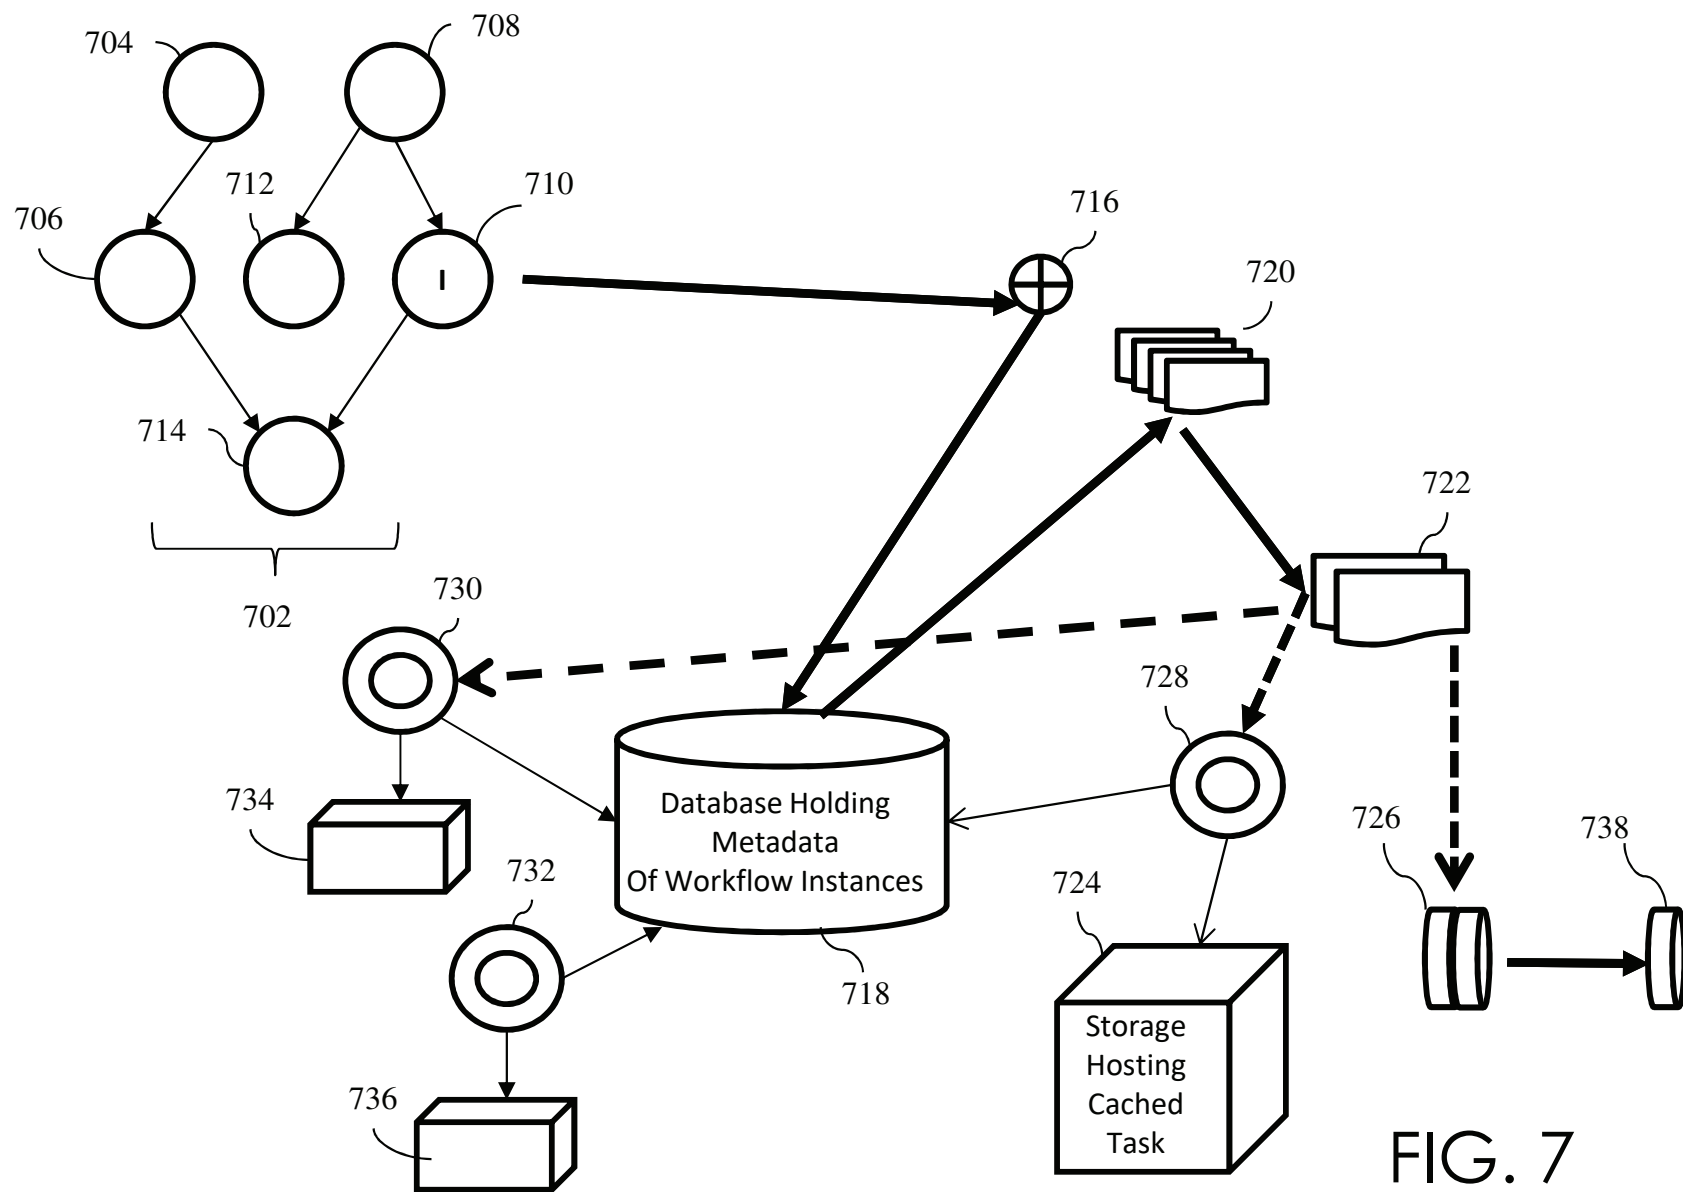 704
708
712
710
706
716
720
714
722
702
730
728
Database Holding
Metadata
Of Workflow Instances
734
726
738
732
724
718
Storage
Hosting
Cached
Task
736
I
FIG. 7